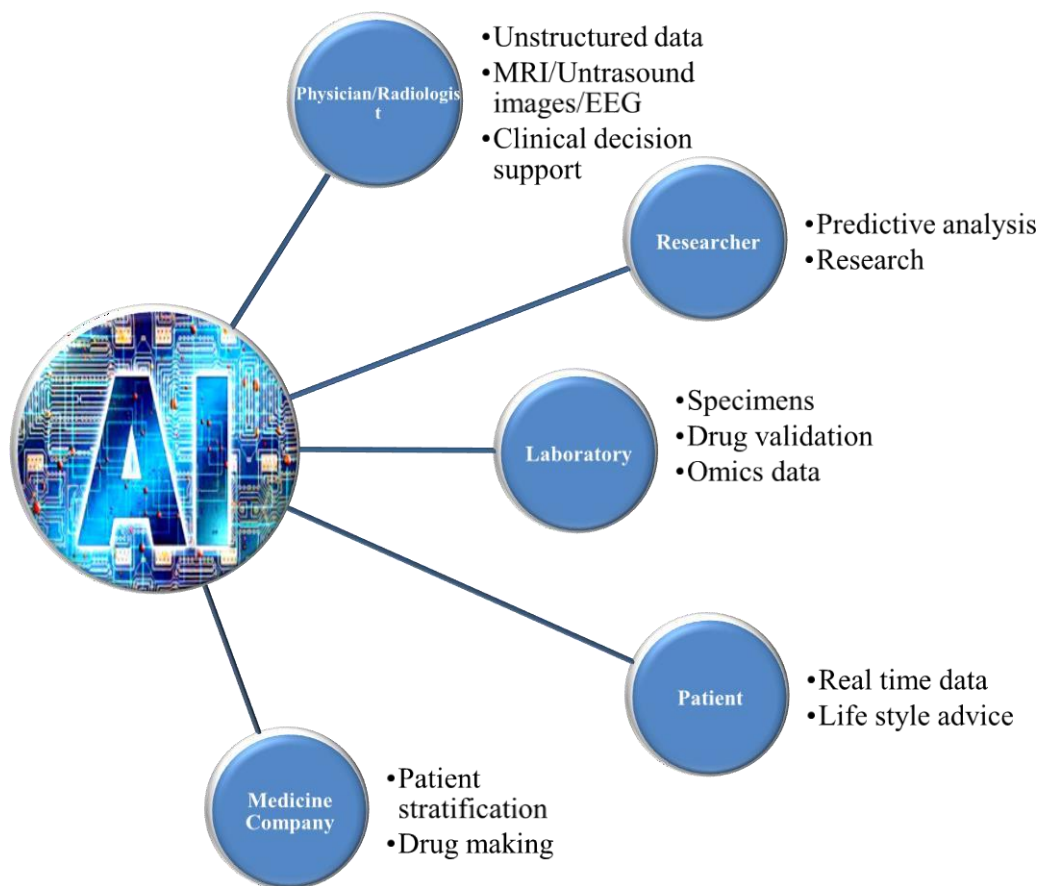 •Unstructured data
•MRI/Untrasound
images/EEG
•Clinical decision
support
Physician/Radiologis
t
Researcher
•Predictive analysis
•Research
AI
Laboratory
•Specimens
•Drug validation
•Omics data
Patient
•Real time data
•Life style advice
Medicine
Company
•Patient
stratification
•Drug making